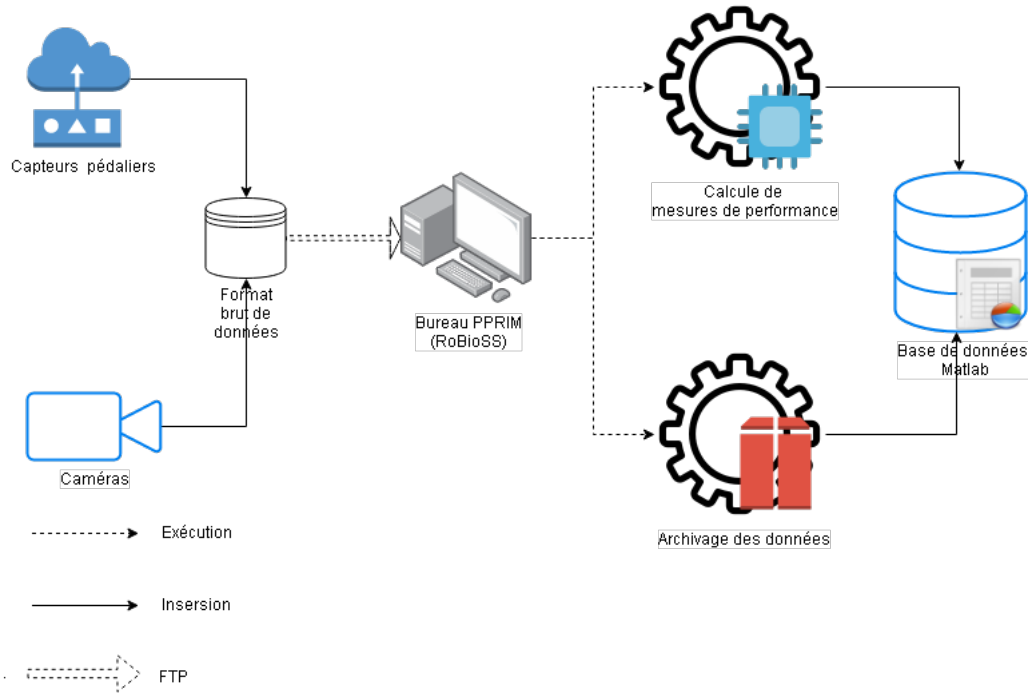 Capteurs pédaliers
Format
brut de
données
Bureau PPRIM
(RoBioSS)
Calcule de
mesures de performance
Base de données
Matlab
Caméras
Archivage des données
Exécution
Insersion
FTP